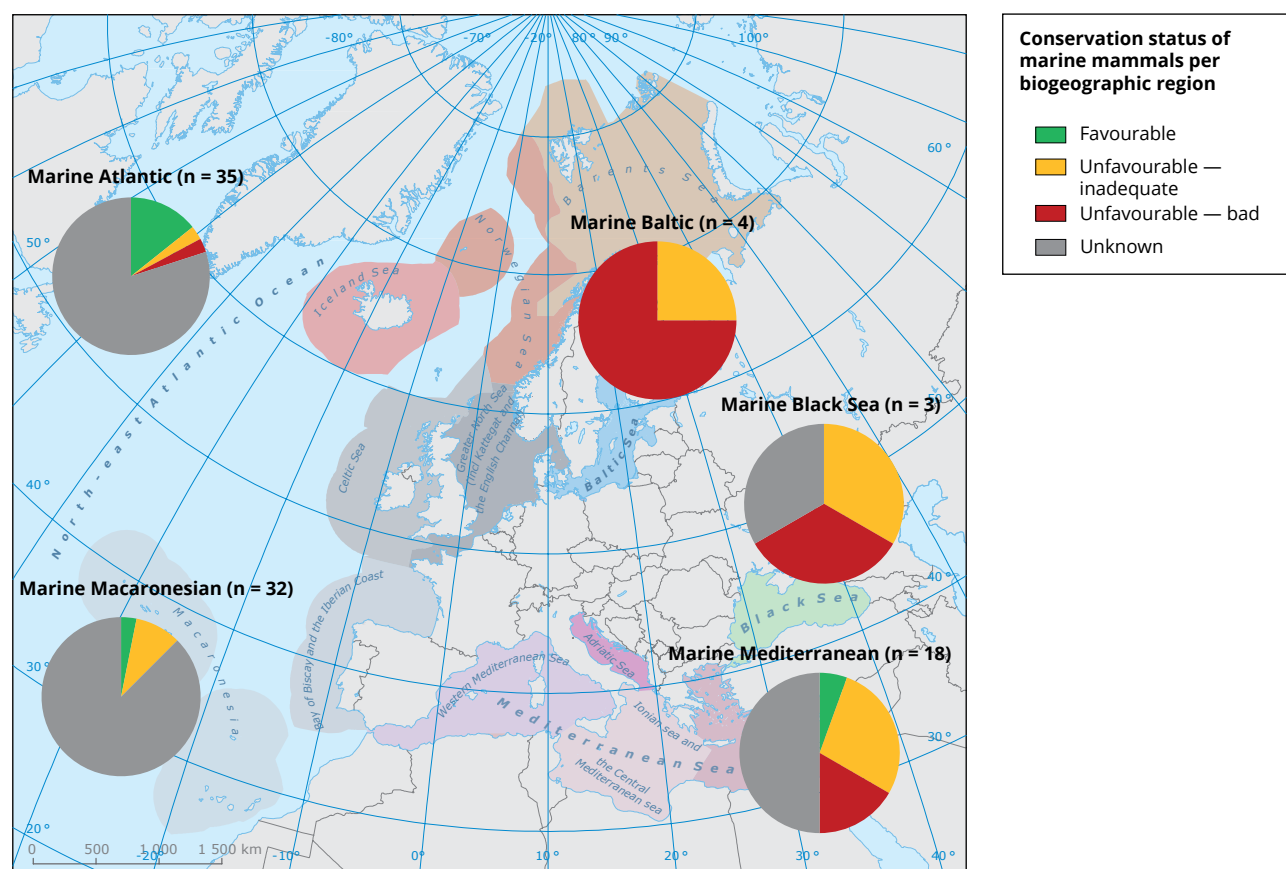 Conservation status of
marine mammals per
biogeographic region
Favourable
Unfavourable —
inadequate
Unfavourable — bad
Unknown
-80°
-70°
-20°
80°
90°
100°
60°
Marine Atlantic (n = 35)
50°
Barents Sea
Marine Baltic (n = 4)
Norwegian Sea
Iceland Sea
North-east Atlantic Ocean
Marine Black Sea (n = 3)
50°
Greater North Sea
(incl Kattegat and
the English Channel)
Celtic Sea
Baltic Sea
40°
40°
Marine Macaronesian (n = 32)
Bay of Biscay and the Iberian Coast
Macaronesia
Black Sea
Adriatic Sea
Marine Mediterranean (n = 18)
Western Mediterranean Sea
Mediterranean Sea
30°
Ionian sea and
the Central
Mediterranean sea
30°
20°
0 500 1 000 1 500 km
-20°
-10°
0°
10°
20°
30°
40°